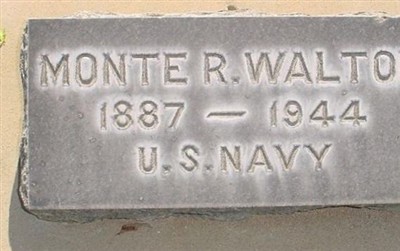 MONTE R. WALTO
1887 — 1944
U.S. NAVY